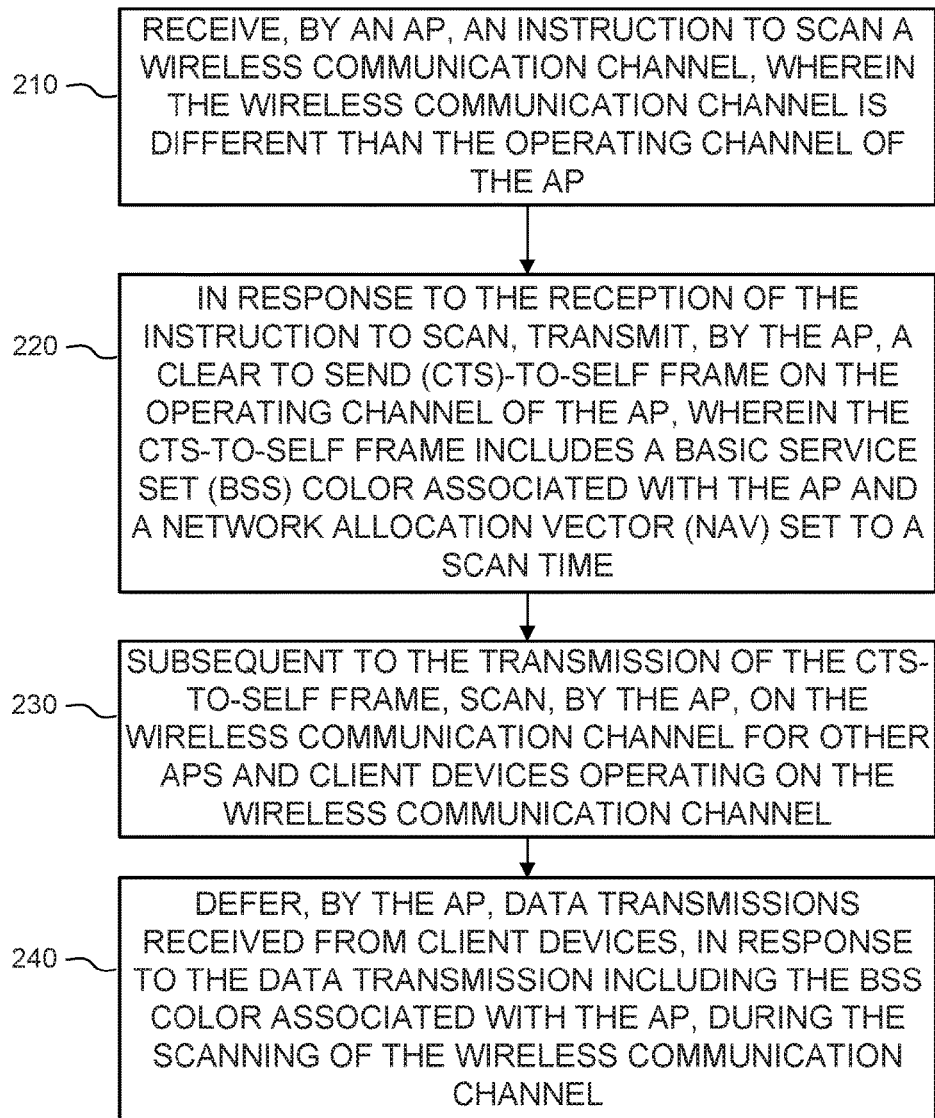 210
RECEIVE, BY AN AP, AN INSTRUCTION TO SCAN A
WIRELESS COMMUNICATION CHANNEL, WHEREIN
THE WIRELESS COMMUNICATION CHANNEL IS
DIFFERENT THAN THE OPERATING CHANNEL OF
THE AP
220
IN RESPONSE TO THE RECEPTION OF THE
INSTRUCTION TO SCAN, TRANSMIT, BY THE AP, A
CLEAR TO SEND (CTS)-TO-SELF FRAME ON THE
OPERATING CHANNEL OF THE AP, WHEREIN THE
CTS-TO-SELF FRAME INCLUDES A BASIC SERVICE
SET (BSS) COLOR ASSOCIATED WITH THE AP AND
A NETWORK ALLOCATION VECTOR (NAV) SET TO A
SCAN TIME
230
SUBSEQUENT TO THE TRANSMISSION OF THE CTS-
TO-SELF FRAME, SCAN, BY THE AP, ON THE
WIRELESS COMMUNICATION CHANNEL FOR OTHER
APS AND CLIENT DEVICES OPERATING ON THE
WIRELESS COMMUNICATION CHANNEL
240
DEFER, BY THE AP, DATA TRANSMISSIONS
RECEIVED FROM CLIENT DEVICES, IN RESPONSE
TO THE DATA TRANSMISSION INCLUDING THE BSS
COLOR ASSOCIATED WITH THE AP, DURING THE
SCANNING OF THE WIRELESS COMMUNICATION
CHANNEL